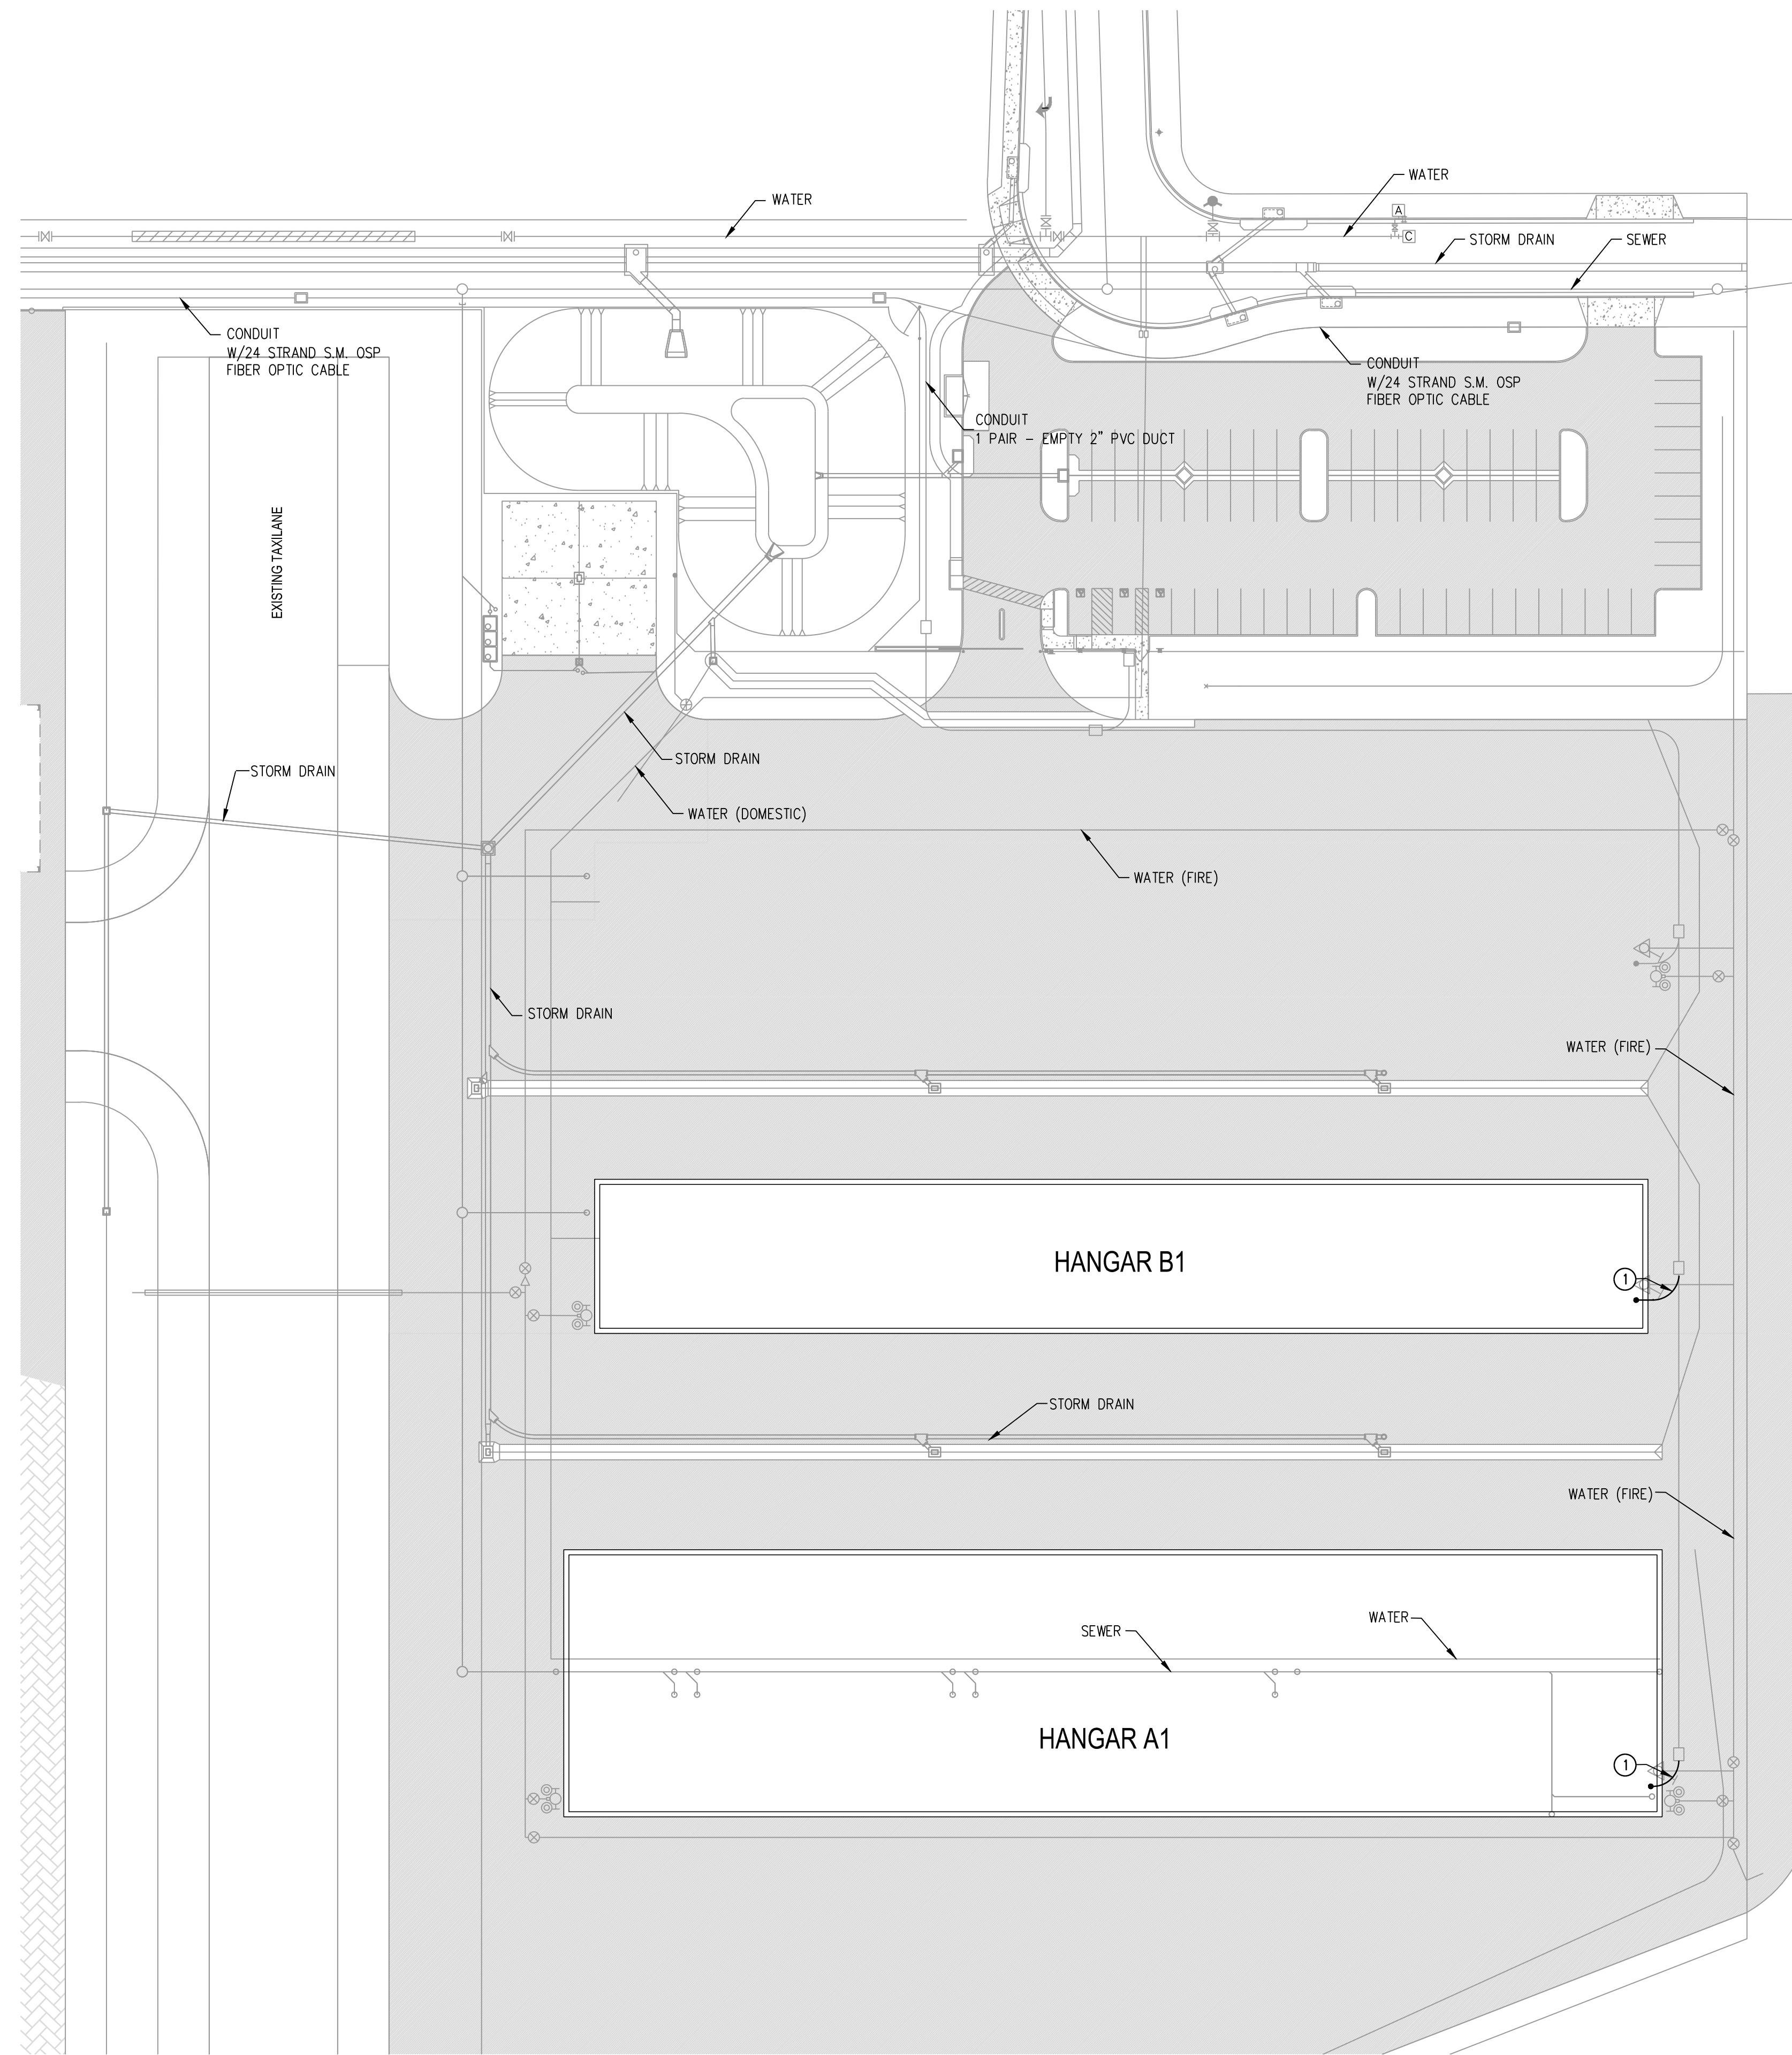 WATER
WATER
A
C
STORM DRAIN
SEWER
CONDUIT
W/24 STRAND S.M. OSP
FIBER OPTIC CABLE
CONDUIT
W/24 STRAND S.M. OSP
FIBER OPTIC CABLE
CONDUIT
1 PAIR - EMPTY 2" PVC DUCT
EXISTING TAXILANE
STORM DRAIN
STORM DRAIN
WATER (DOMESTIC)
WATER (FIRE)
STORM DRAIN
WATER (FIRE)
HANGAR B1
1
STORM DRAIN
WATER (FIRE)
WATER
SEWER
HANGAR A1
1